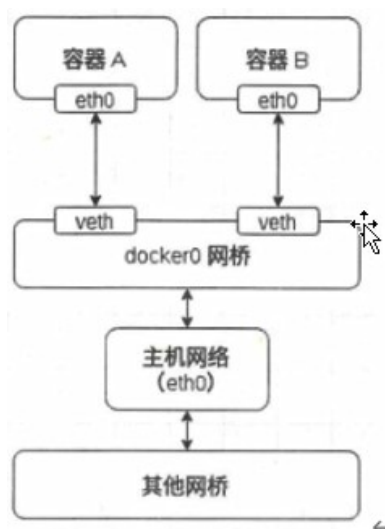 容器 A
容器 B
eth0
eth0
veth
veth
docker0 网桥
主机网络
（eth0）
其他网桥